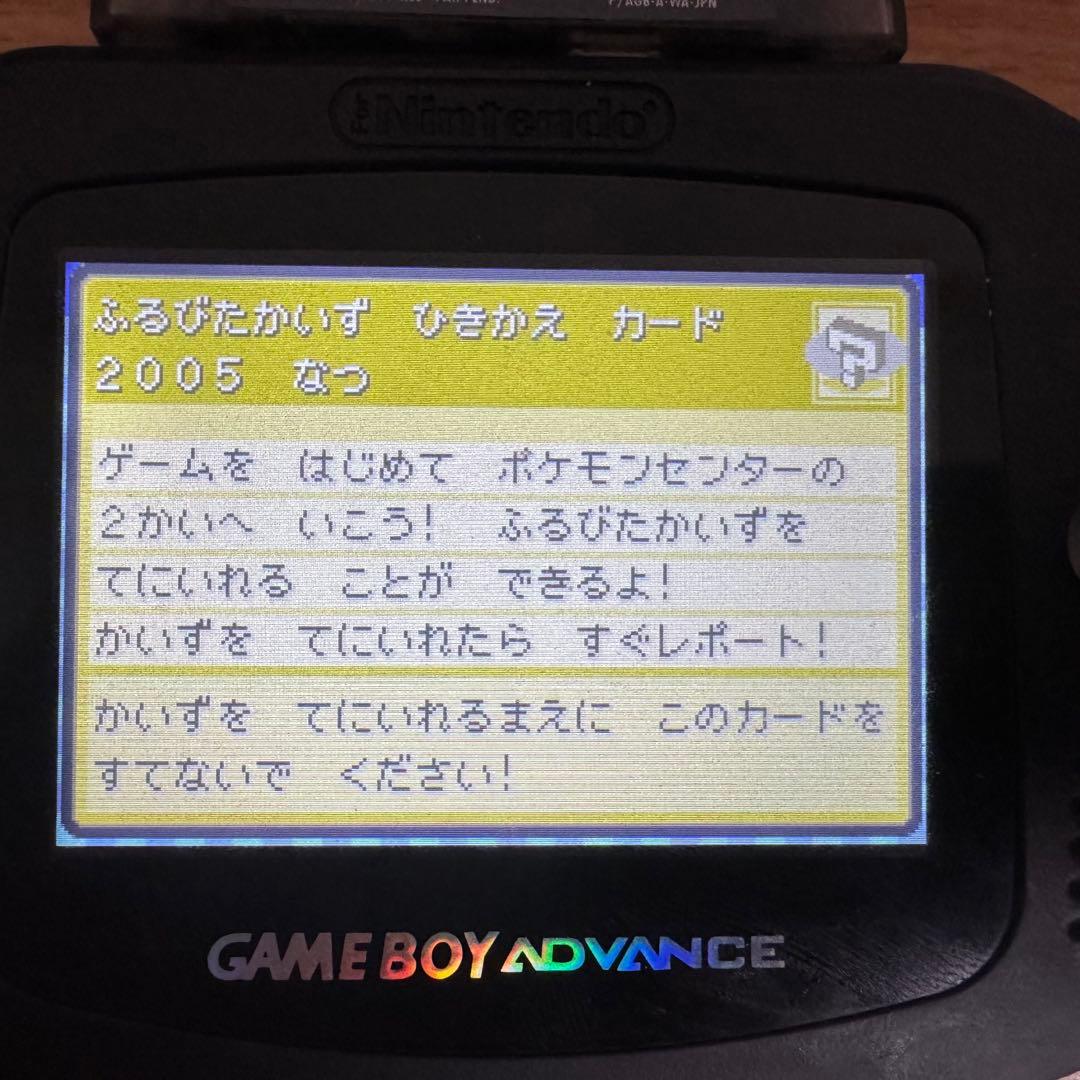 P/AGB-A-WA-JPN
for Nintendo
ふるびたかいず ひきかえ カード
2005 なつ
ゲームを はじめて ポケモンセンターの
2かいへ いこう! ふるびたかいずを
てにいれる ことが できるよ!
かいずを てにいれたら すぐレポート!
かいずを てにいれるまえに このカードを
すてないで ください!
GAME BOY ADVANCE